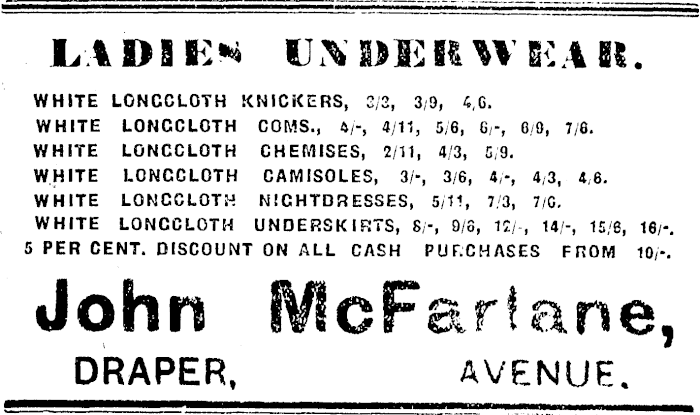 LADIES UNDERWEAR.
WHITE LONGCLOTH KNICKERS, 3/3, 3/9, 4/6.
WHITE LONGCLOTH COMS., 4/-, 4/11, 5/6, 6/-, 6/9, 7/6.
WHITE LONGCLOTH CHEMISES, 2/11, 4/3, 5/9.
WHITE LONGCLOTH CAMISOLES, 3/-, 3/6, 4/-, 4/3, 4/6.
WHITE LONGCLOTH NICHTDRESSES, 5/11, 7/3, 7/6.
WHITE LONGCLOTH UNDERSKIRTS, 8/-, 9/6, 12/-, 14/-, 15/6, 16/-.
5 PER CENT. DISCOUNT ON ALL CASH PURCHASES FROM 10/-.
John McFarlane,
DRAPER, AVENUE.